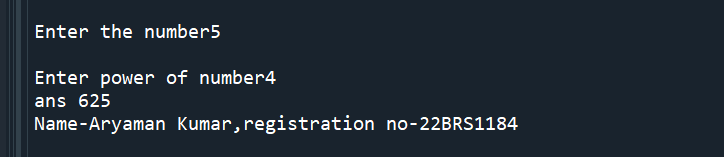 Enter the number5
Enter power of number4
ans 625
Name-Aryaman Kumar,registration no-22BRS1184